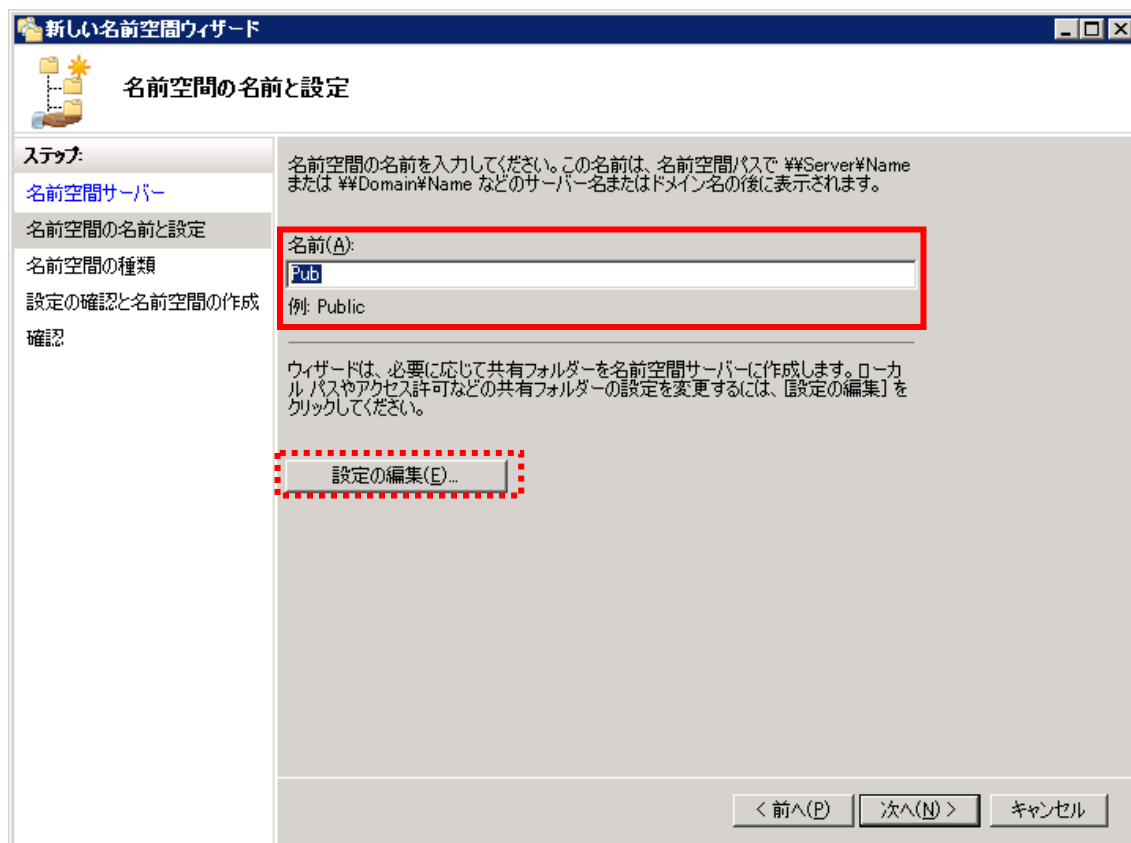 新しい名前空間ウィザード
名前空間の名前と設定
ステップ:
名前空間サーバー
名前空間の名前と設定
名前空間の種類
設定の確認と名前空間の作成
確認
名前空間の名前を入力してください。この名前は、名前空間パスで ¥¥Server¥Name
または ¥¥Domain¥Name などのサーバー名またはドメイン名の後に表示されます。
名前(A):
Pub
例: Public
ウィザードは、必要に応じて共有フォルダーを名前空間サーバーに作成します。ローカ
ル パスやアクセス許可などの共有フォルダーの設定を変更するには、[設定の編集] を
クリックしてください。
設定の編集(E)...
< 前へ(P)
次へ(N) >
キャンセル